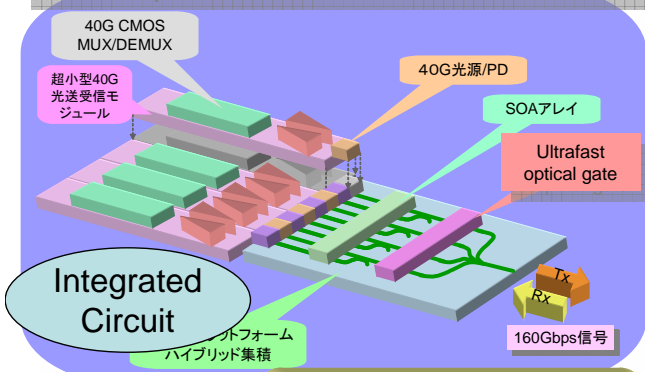 40G CMOS
MUX/DEMUX
超小型40G
光送受信モ
ジュール
40G光源/PD
SOAアレイ
Ultrafast
optical gate
Integrated
Circuit
Tx
Rx
160Gbps信号
トフォーム
ハイブリッド集積